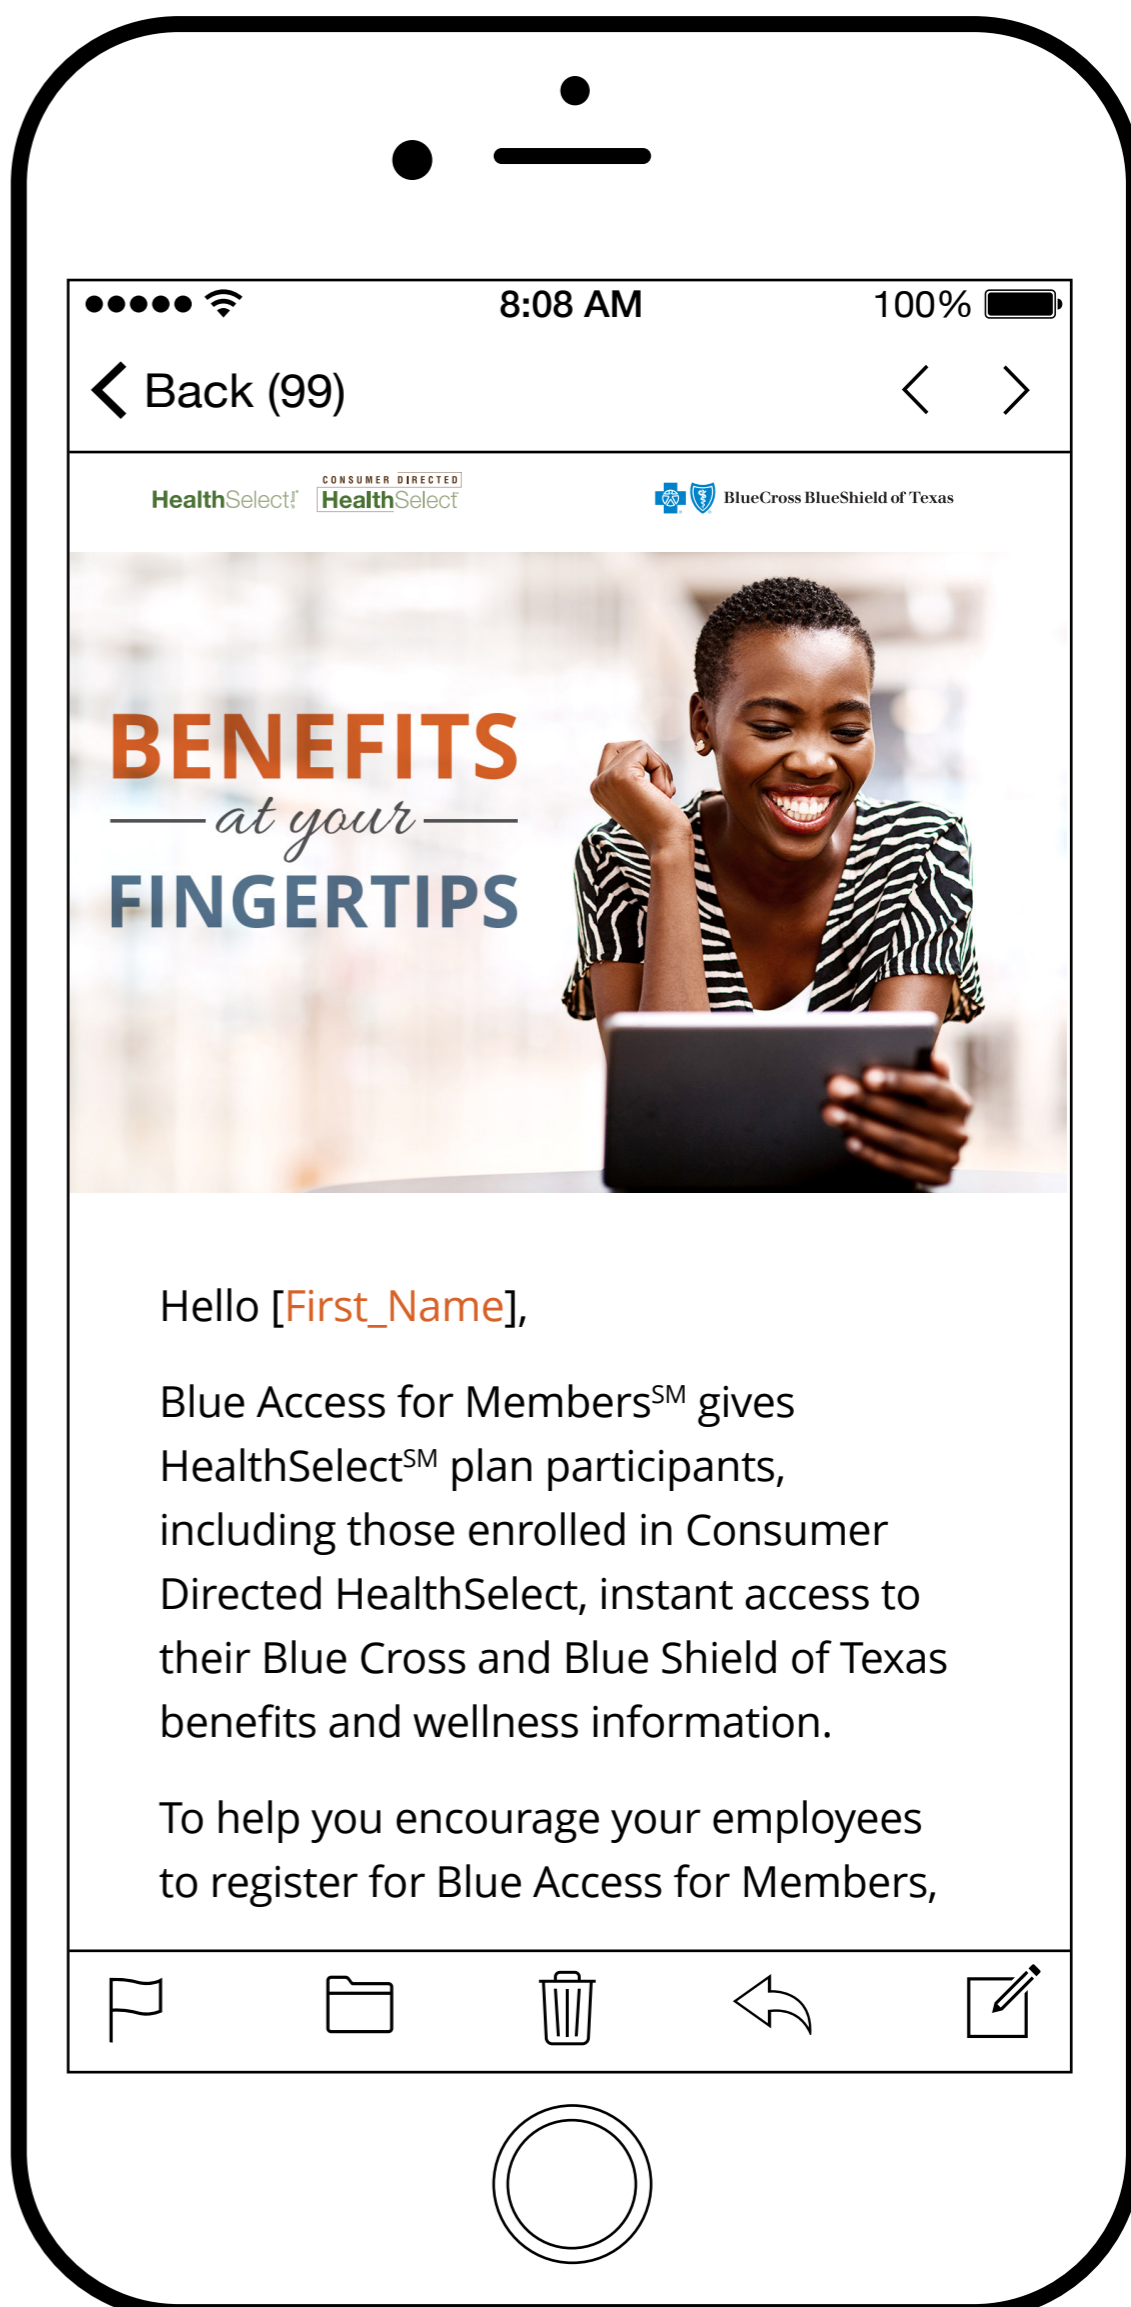 8:08 AM 100%
Back (99)
HealthSelect℠ CONSUMER DIRECTED HealthSelect BlueCross BlueShield of Texas
BENEFITS
at your
FINGERTIPS
Hello [First_Name],
Blue Access for Members℠ gives
HealthSelect℠ plan participants,
including those enrolled in Consumer
Directed HealthSelect, instant access to
their Blue Cross and Blue Shield of Texas
benefits and wellness information.
To help you encourage your employees
to register for Blue Access for Members,